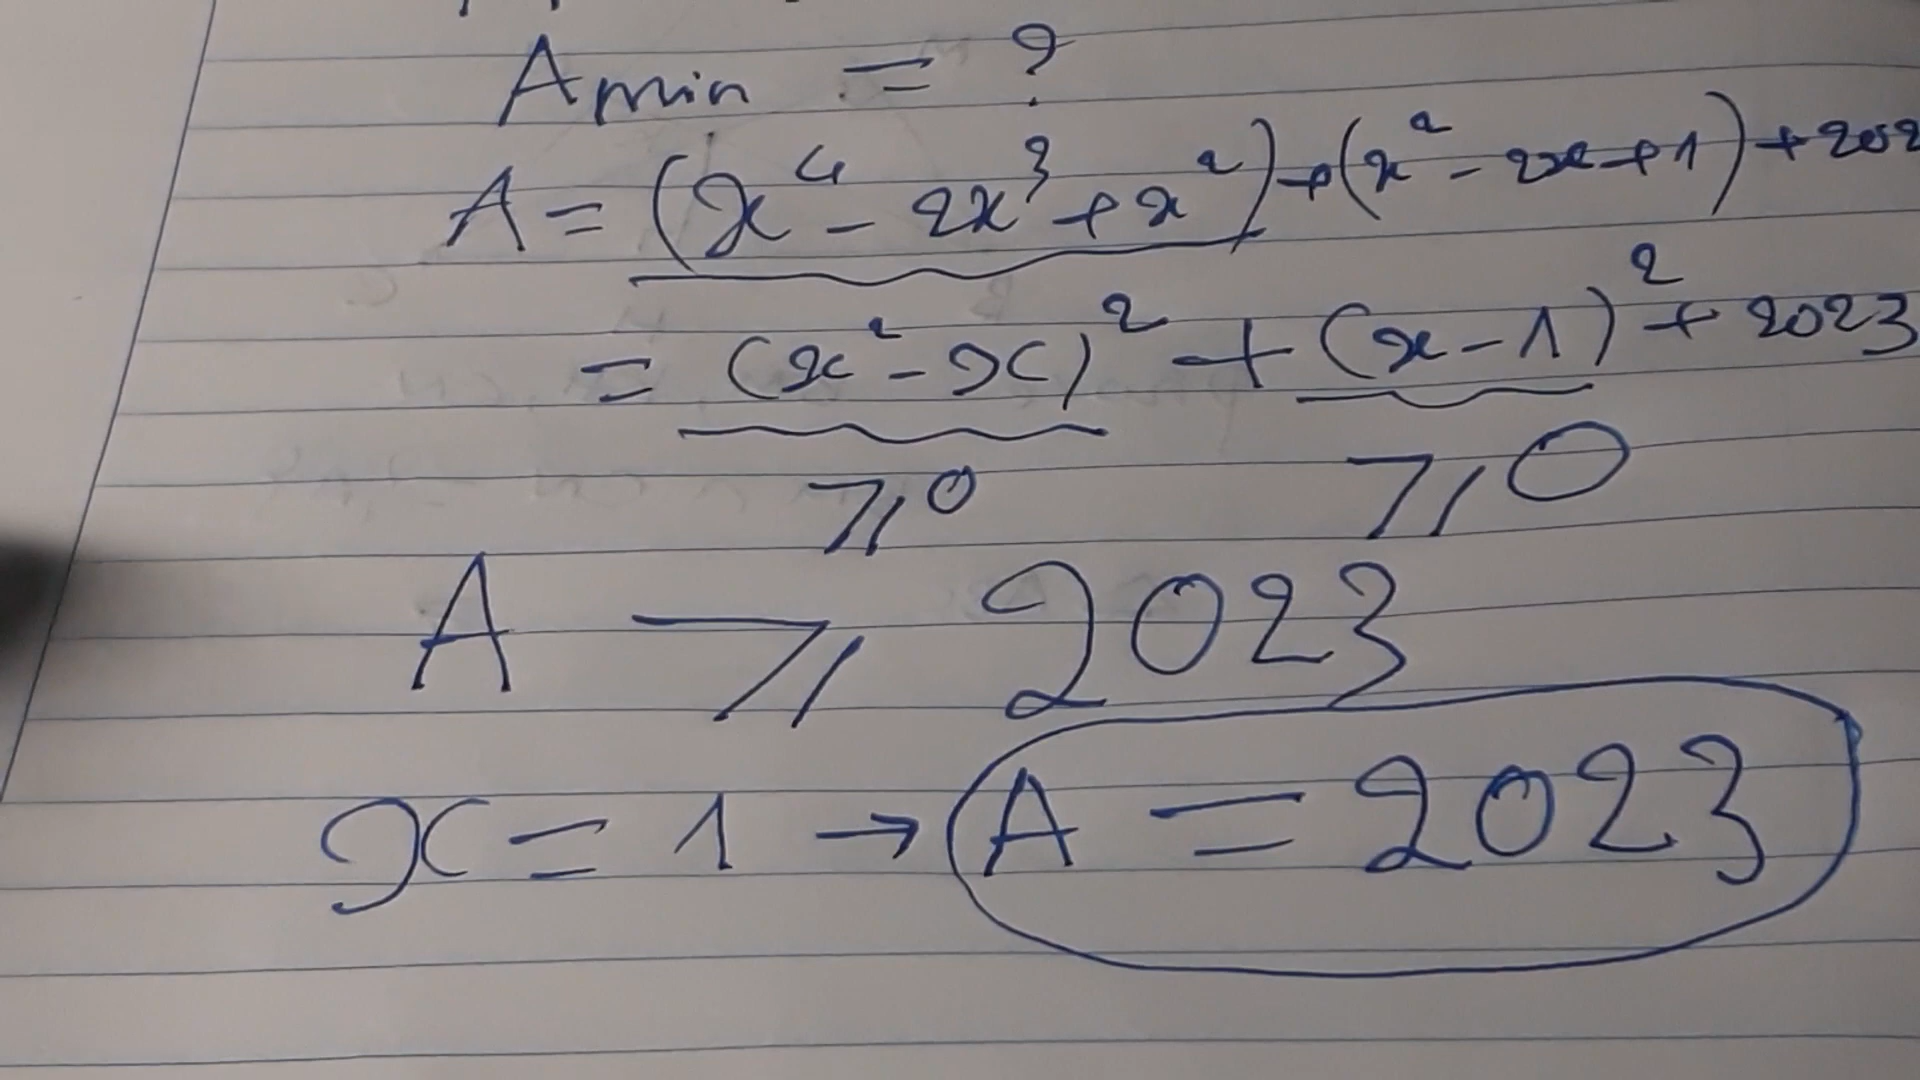 Amin = ?
A = (x⁴ - 2x³ + x²) + (x² - 2x + 1) + 202
= (x² - x)² + (x - 1)² + 2023
⩾ 0 ⩾ 0
A ⩾ 2023
x = 1 → A = 2023